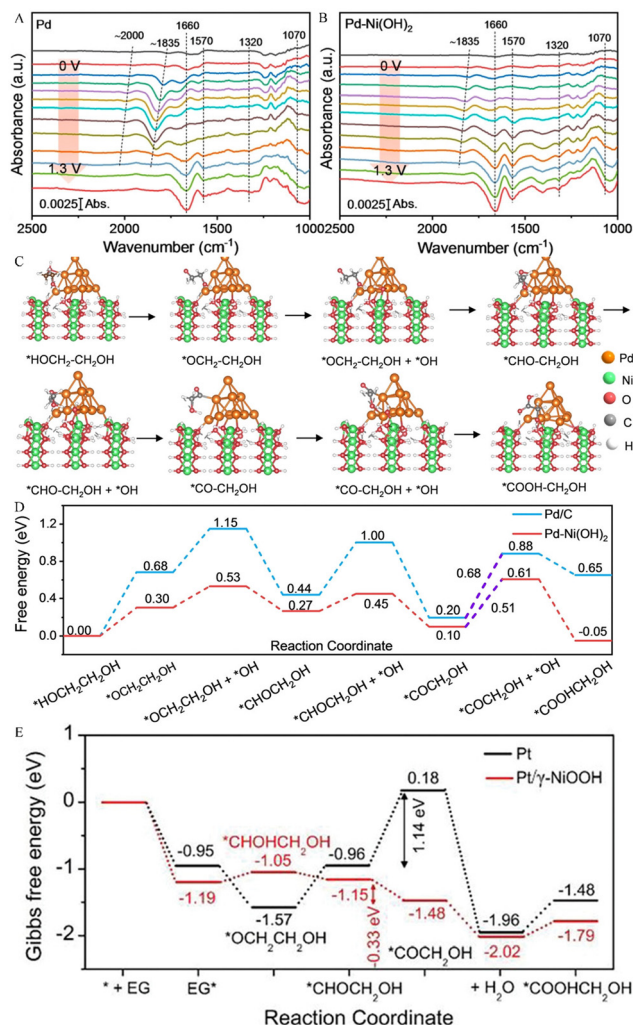 A
Pd
~2000
~1835
1660
1570
1320
1070
0 V
1.3 V
0.0025 Abs.
Absorbance (a.u.)
2500
2000
1500
1000
Wavenumber (cm⁻¹)
B
Pd-Ni(OH)₂
~1835
1660
1570
1320
1070
0 V
1.3 V
0.0025 Abs.
Absorbance (a.u.)
2500
2000
1500
1000
Wavenumber (cm⁻¹)
C
*HOCH₂-CH₂OH
*OCH₂-CH₂OH
*OCH₂-CH₂OH + *OH
*CHO-CH₂OH
*CHO-CH₂OH + *OH
*CO-CH₂OH
*CO-CH₂OH + *OH
*COOH-CH₂OH
Pd
Ni
O
C
H
D
Free energy (eV)
1.2
0.8
0.4
0.0
Pd/C
Pd-Ni(OH)₂
0.00
0.68
0.30
1.15
0.53
0.44
0.27
1.00
0.45
0.20
0.10
0.68
0.51
0.88
0.61
0.65
-0.05
Reaction Coordinate
*HOCH₂CH₂OH
*OCH₂CH₂OH
*OCH₂CH₂OH + *OH
*CHOCH₂OH
*CHOCH₂OH + *OH
*COCH₂OH
*COCH₂OH + *OH
*COOHCH₂OH
E
Gibbs free energy (eV)
1
0
-1
-2
Pt
Pt/γ-NiOOH
-0.95
-1.19
*CHOHCH₂OH
-1.05
-1.57
*OCH₂CH₂OH
-0.96
-1.15
0.18
1.14 eV
-0.33 eV
-1.48
*COCH₂OH
-1.96
-2.02
-1.48
-1.79
* + EG
EG*
*CHOCH₂OH
+ H₂O
*COOHCH₂OH
Reaction Coordinate